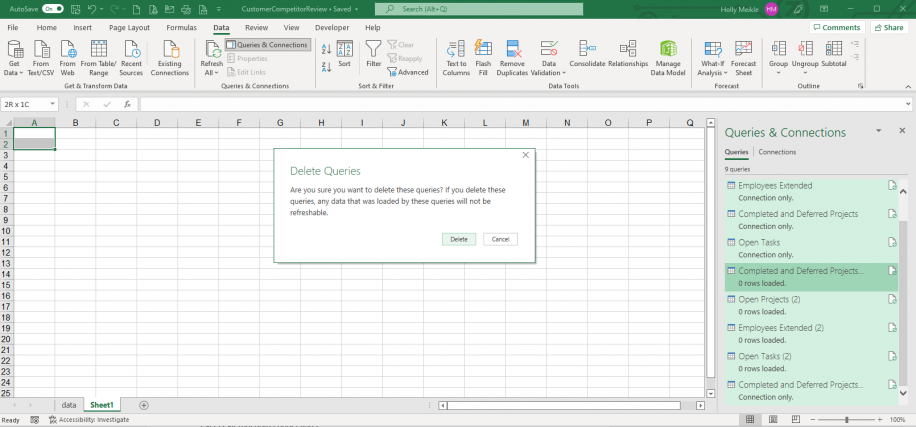 AutoSave On CustomerCompetitorReview • Saved Search (Alt+Q) Holly Meikle HM
File Home Insert Page Layout Formulas Data Review View Developer Help Comments Share
Get Data From Text/CSV From Web From Table/Range Recent Sources Existing Connections
Refresh All Queries & Connections Properties Edit Links
Sort Filter Clear Reapply Advanced
Text to Columns Flash Fill Remove Duplicates Data Validation Consolidate Relationships Manage Data Model
What-If Analysis Forecast Sheet Group Ungroup Subtotal
Get & Transform Data Queries & Connections Sort & Filter Data Tools Forecast Outline
2R x 1C fx
A B C D E F G H I J K L M N O P Q
1
2
3
4
5
6
7
8
9
10
11
12
13
14
15
16
17
18
19
20
21
22
23
24
25
Delete Queries
Are you sure you want to delete these queries? If you delete these
queries, any data that was loaded by these queries will not be
refreshable.
Delete Cancel
Queries & Connections
Queries Connections
9 queries
Employees Extended
Connection only.
Completed and Deferred Projects
Connection only.
Open Tasks
Connection only.
Completed and Deferred Projects...
0 rows loaded.
Open Projects (2)
0 rows loaded.
Employees Extended (2)
0 rows loaded.
Open Tasks (2)
0 rows loaded.
Completed and Deferred Projects...
Connection only.
data Sheet1
Ready Accessibility: Investigate 100%